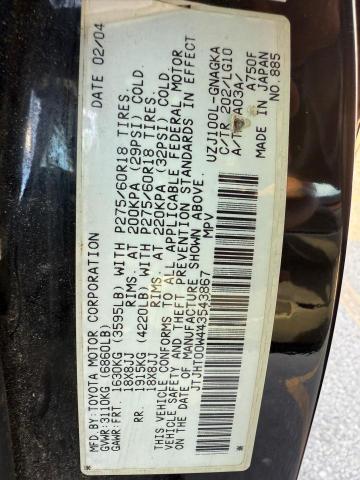 MFD.BY:TOYOTA MOTOR CORPORATION 02/04
GVWR:3110KG (6860LB)
GAWR:FRT. 1630KG (3595LB) WITH P275/60R18 TIRES,
18X8JJ RIMS. AT 200KPA (29PSI) COLD.
RR. 1915KG (4220LB) WITH P275/60R18 TIRES,
18X8JJ RIMS. AT 220KPA (32PSI) COLD.
THIS VEHICLE CONFORMS TO ALL APPLICABLE FEDERAL MOTOR
VEHICLE SAFETY AND THEFT PREVENTION STANDARDS IN EFFECT
ON THE DATE OF MANUFACTURE SHOWN ABOVE.
* JTJHT00W443543867 * MPV
UZJ100L-GNAGKA
C/TR 202/LG10
A/TM A03A/ A750F
MADE IN JAPAN
NO.885